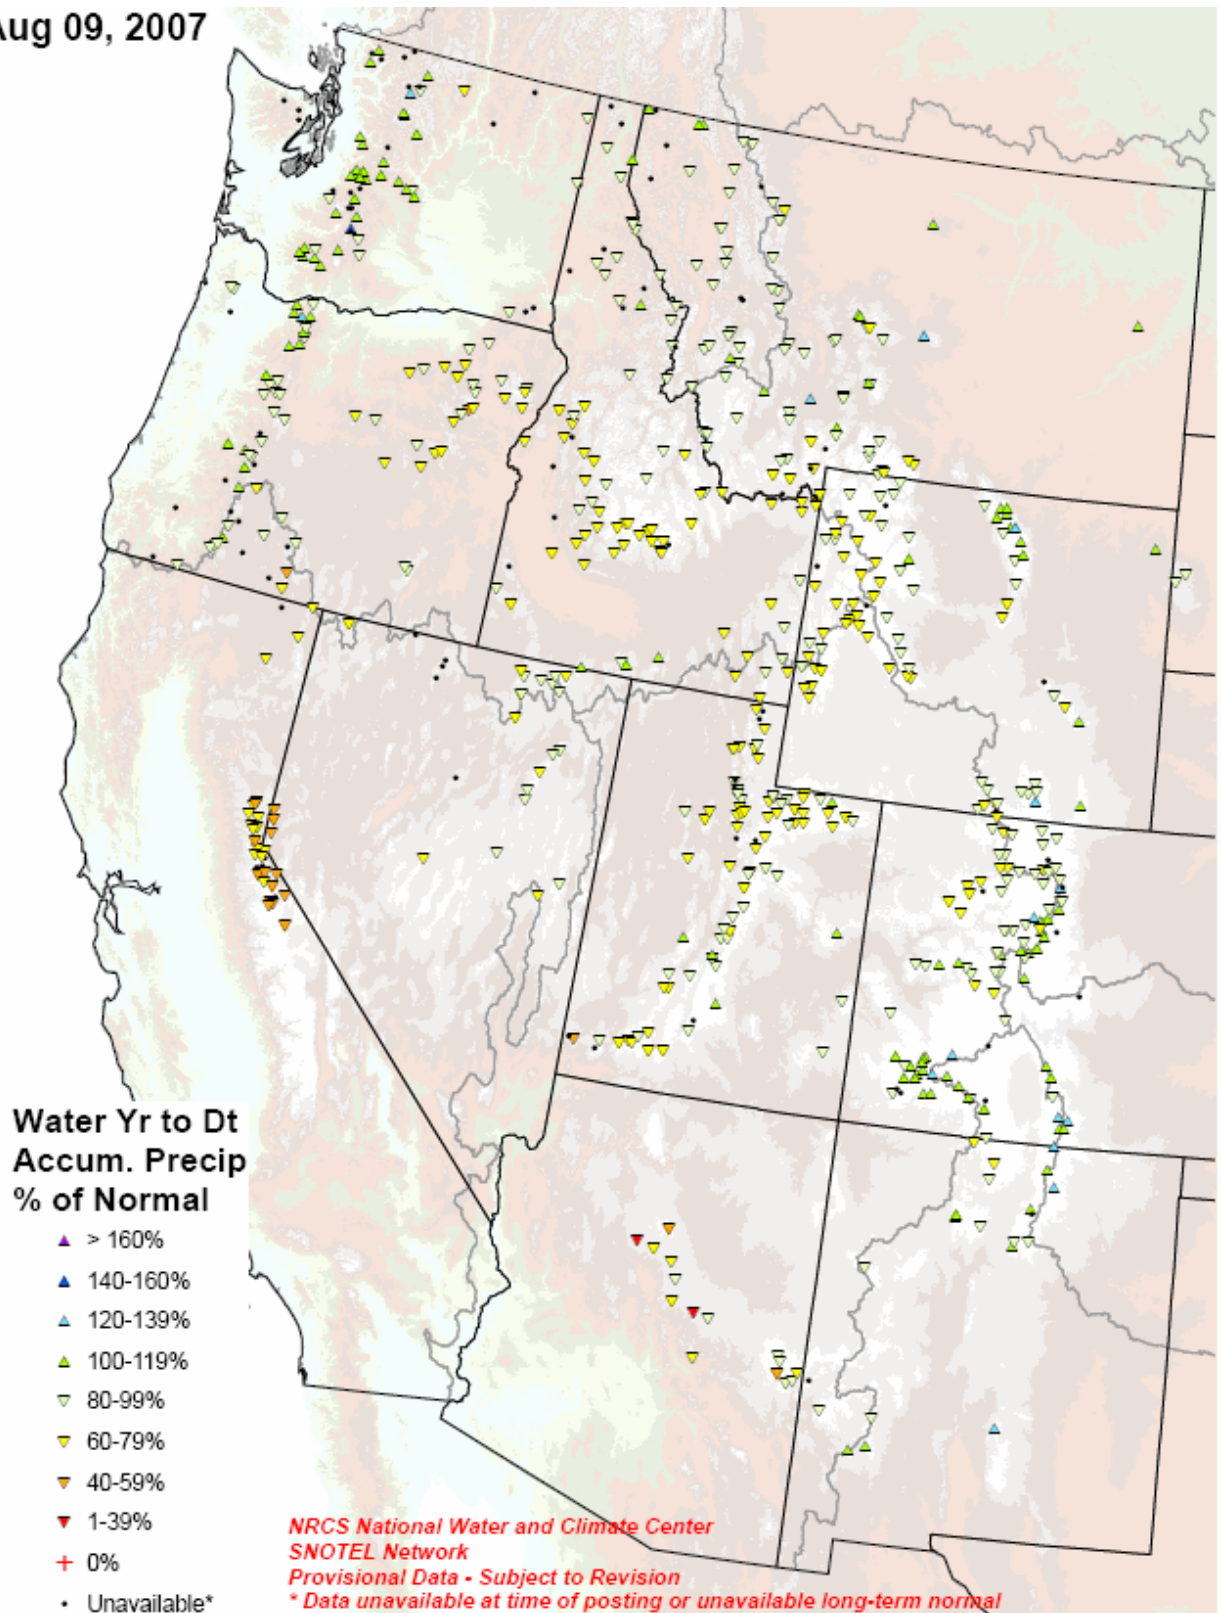 Aug 09, 2007
Water Yr to Dt
Accum. Precip
% of Normal
> 160%
140-160%
120-139%
100-119%
80-99%
60-79%
40-59%
1-39%
0%
Unavailable*
NRCS National Water and Climate Center
SNOTEL Network
Provisional Data - Subject to Revision
* Data unavailable at time of posting or unavailable long-term normal